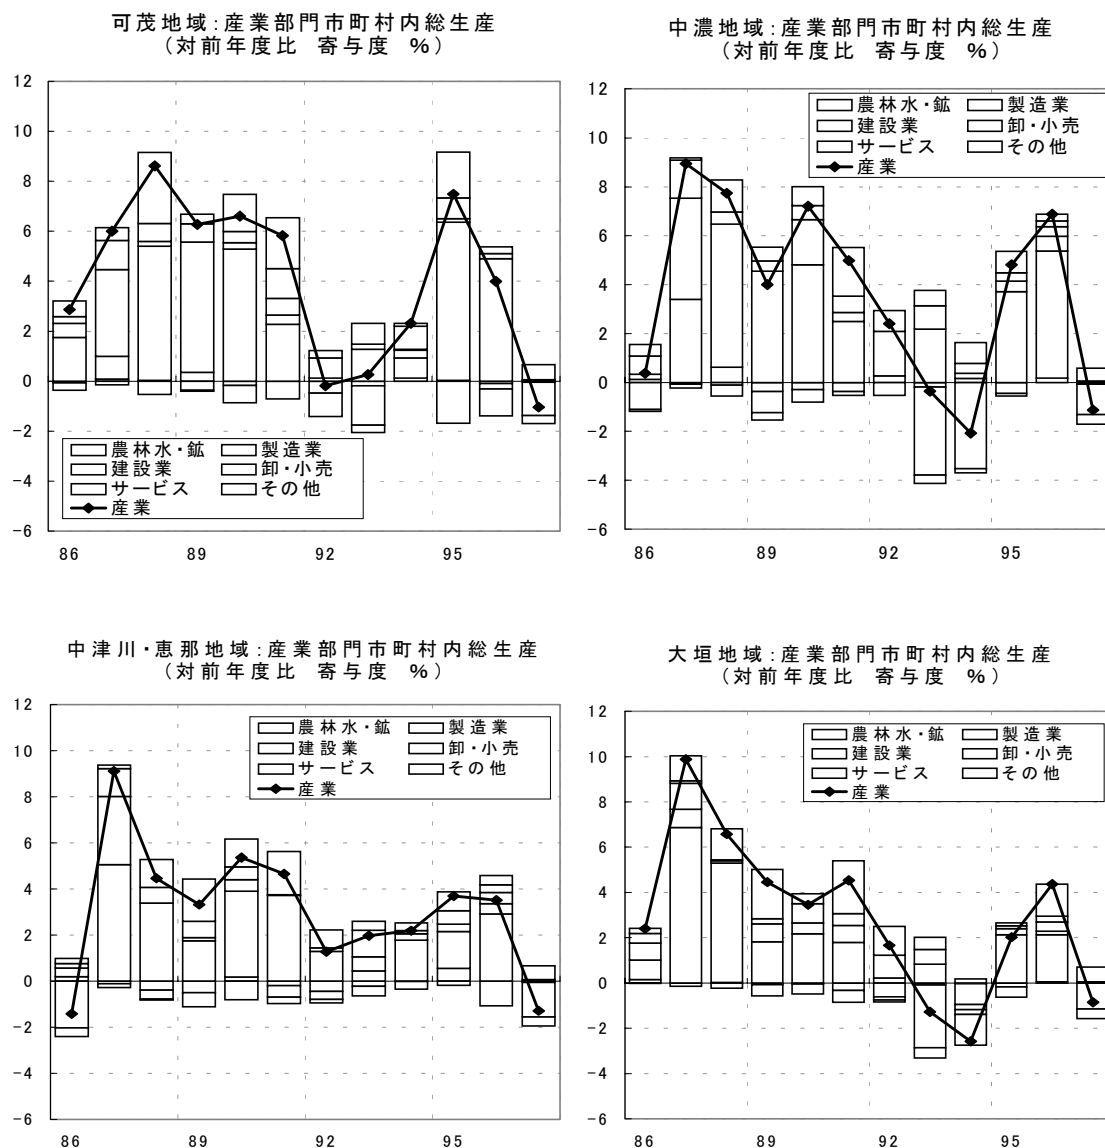 可茂地域:産業部門市町村内総生産
(対前年度比 寄与度 %)
12
10
8
6
4
2
0
-2
-4
-6
農林水・鉱 製造業
建設業 卸・小売
サービス その他
産業
86 89 92 95
中濃地域:産業部門市町村内総生産
(対前年度比 寄与度 %)
12
10
8
6
4
2
0
-2
-4
-6
農林水・鉱 製造業
建設業 卸・小売
サービス その他
産業
86 89 92 95
中津川・恵那地域:産業部門市町村内総生産
(対前年度比 寄与度 %)
12
10
8
6
4
2
0
-2
-4
-6
農林水・鉱 製造業
建設業 卸・小売
サービス その他
産業
86 89 92 95
大垣地域:産業部門市町村内総生産
(対前年度比 寄与度 %)
12
10
8
6
4
2
0
-2
-4
-6
農林水・鉱 製造業
建設業 卸・小売
サービス その他
産業
86 89 92 95